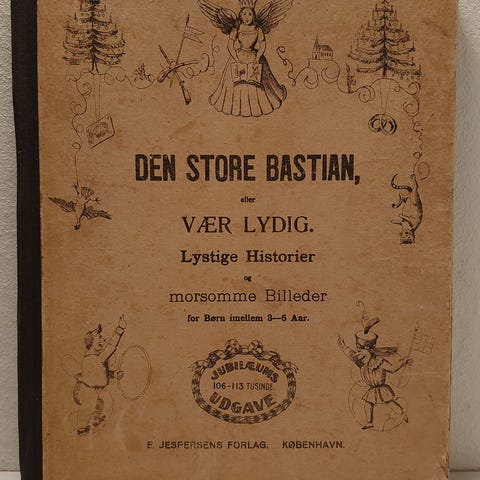 DEN STORE BASTIAN,
eller
VÆR LYDIG.
Lystige Historier
og
morsomme Billeder
for Børn imellem 3—6 Aar.
JUBILÆUMS
106-113 TUSINDE
UDGAVE
E. JESPERSENS FORLAG. KØBENHAVN.